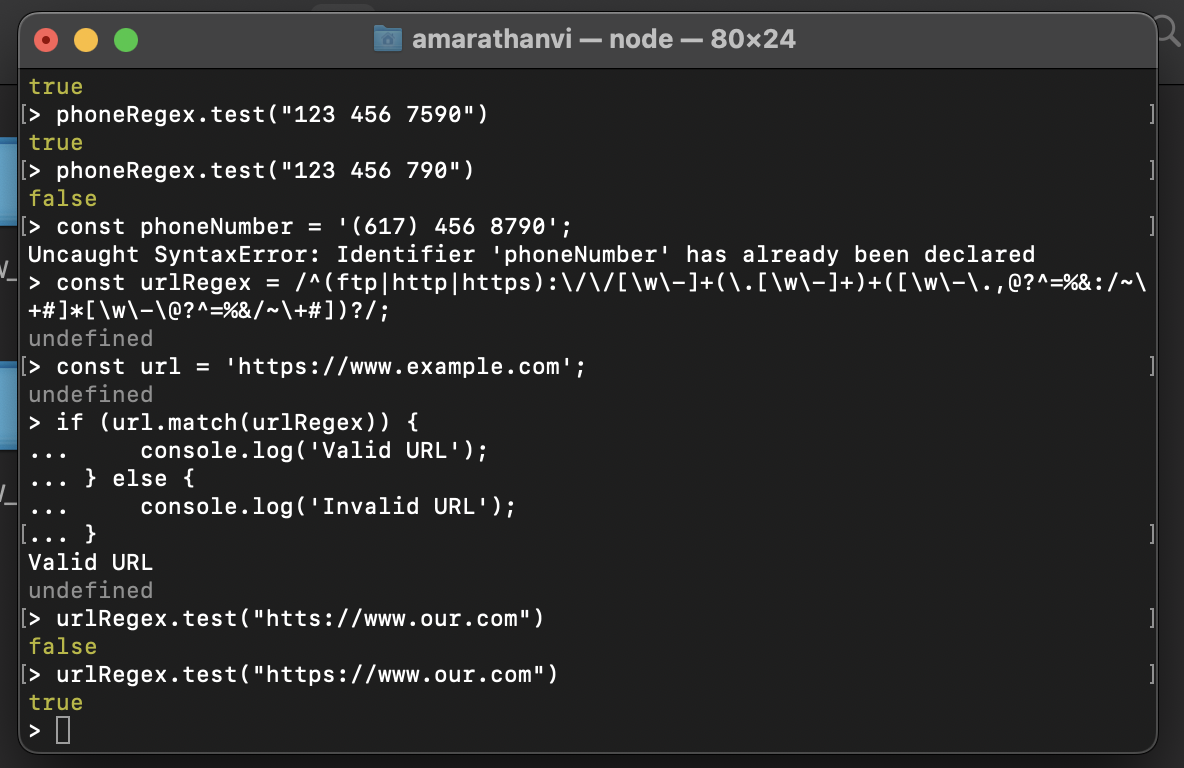 amarathanvi — node — 80×24
true
[> phoneRegex.test("123 456 7590")]
true
[> phoneRegex.test("123 456 790")]
false
[> const phoneNumber = '(617) 456 8790';]
Uncaught SyntaxError: Identifier 'phoneNumber' has already been declared
> const urlRegex = /^(ftp|http|https):\/\/[\w\-]+(\.[\w\-]+)+([\w\-\.,@?^=%&:/~\
+#]*[\w\-\@?^=%&/~\+#])?/;
undefined
[> const url = 'https://www.example.com';]
undefined
> if (url.match(urlRegex)) {
...     console.log('Valid URL');
... } else {
...     console.log('Invalid URL');
[... }]
Valid URL
undefined
[> urlRegex.test("htts://www.our.com")]
false
[> urlRegex.test("https://www.our.com")]
true
>